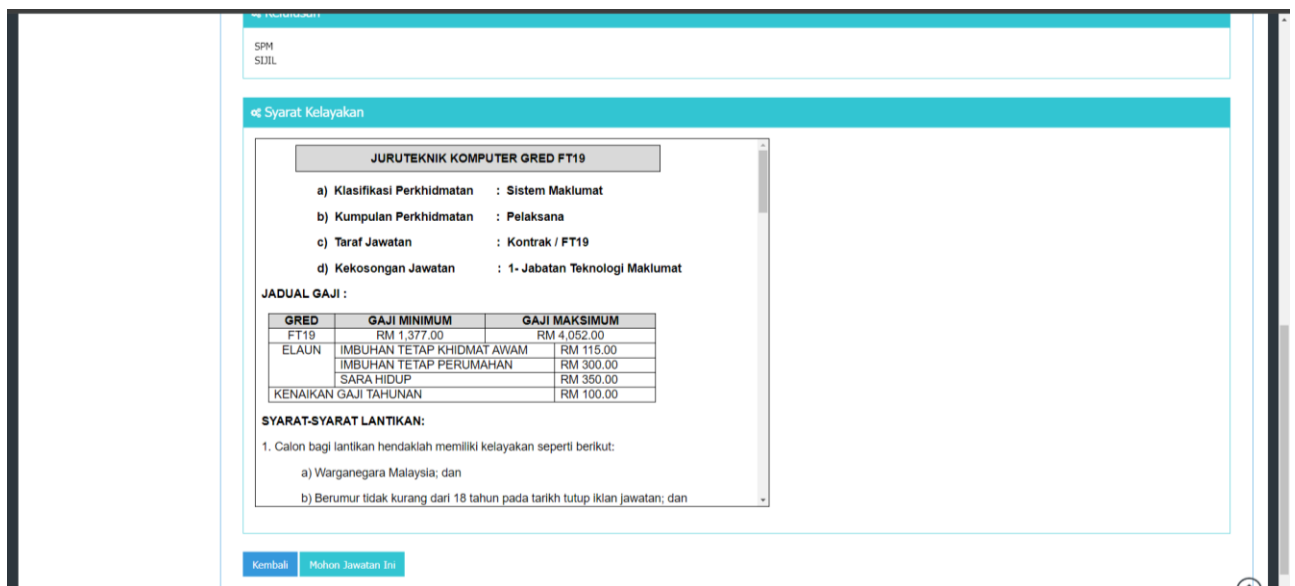 Kelulusan
SPM
SIJIL
Syarat Kelayakan
JURUTEKNIK KOMPUTER GRED FT19
a) Klasifikasi Perkhidmatan : Sistem Maklumat
b) Kumpulan Perkhidmatan : Pelaksana
c) Taraf Jawatan : Kontrak / FT19
d) Kekosongan Jawatan : 1- Jabatan Teknologi Maklumat
JADUAL GAJI :
GRED GAJI MINIMUM GAJI MAKSIMUM
FT19 RM 1,377.00 RM 4,052.00
ELAUN IMBUHAN TETAP KHIDMAT AWAM RM 115.00
IMBUHAN TETAP PERUMAHAN RM 300.00
SARA HIDUP RM 350.00
KENAIKAN GAJI TAHUNAN RM 100.00
SYARAT-SYARAT LANTIKAN:
1. Calon bagi lantikan hendaklah memiliki kelayakan seperti berikut:
a) Warganegara Malaysia; dan
b) Berumur tidak kurang dari 18 tahun pada tarikh tutup iklan jawatan; dan
Kembali Mohon Jawatan Ini